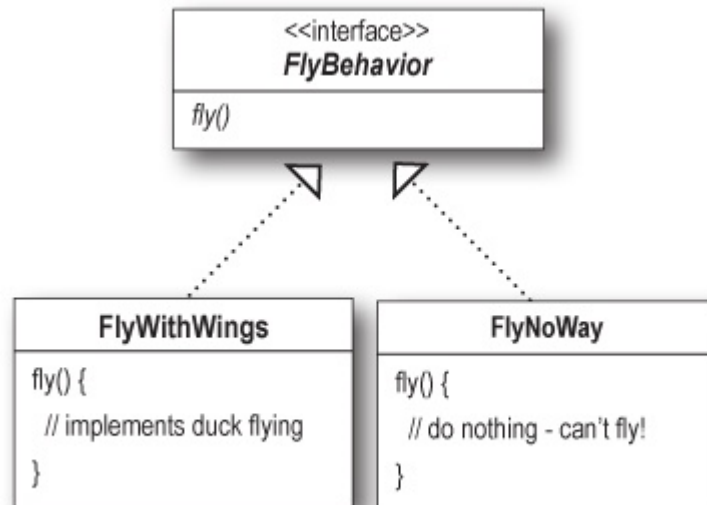 <<interface>>
FlyBehavior
fly()
FlyWithWings
fly() {
// implements duck flying
}
FlyNoWay
fly() {
// do nothing - can't fly!
}